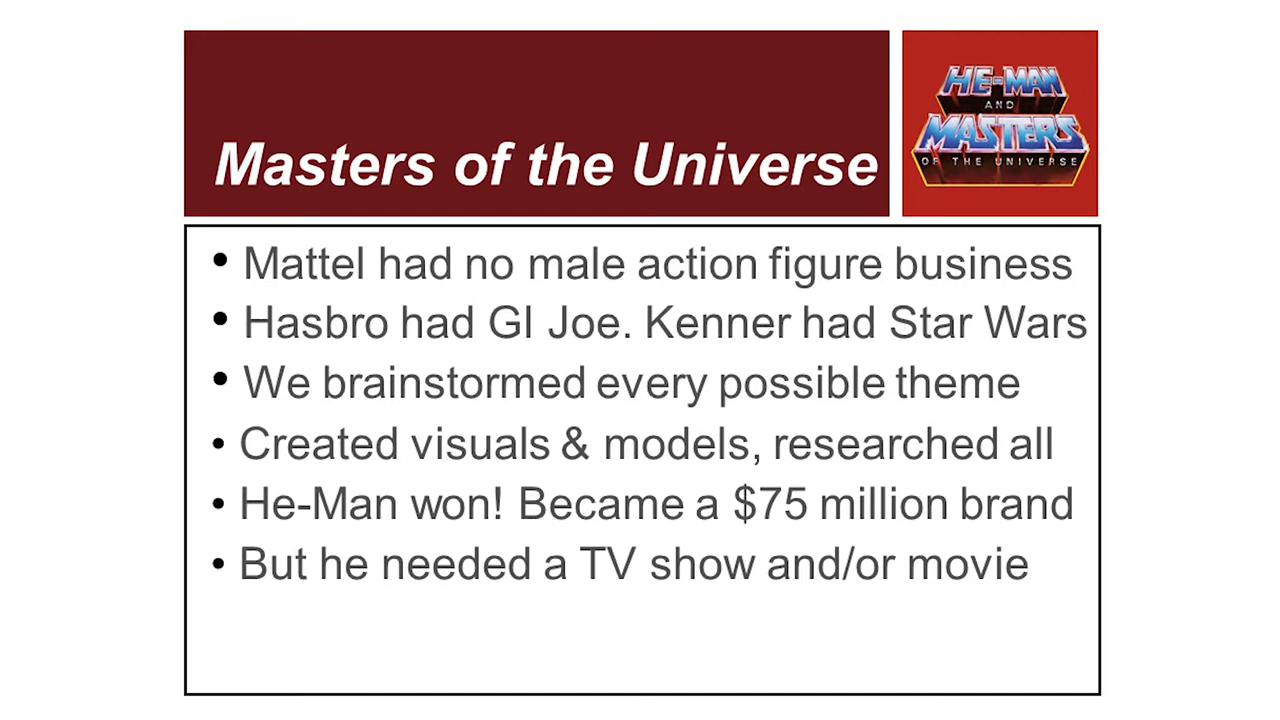 Masters of the Universe
HE-MAN
AND
MASTERS
OF THE UNIVERSE
• Mattel had no male action figure business
• Hasbro had GI Joe. Kenner had Star Wars
• We brainstormed every possible theme
• Created visuals & models, researched all
• He-Man won! Became a $75 million brand
• But he needed a TV show and/or movie